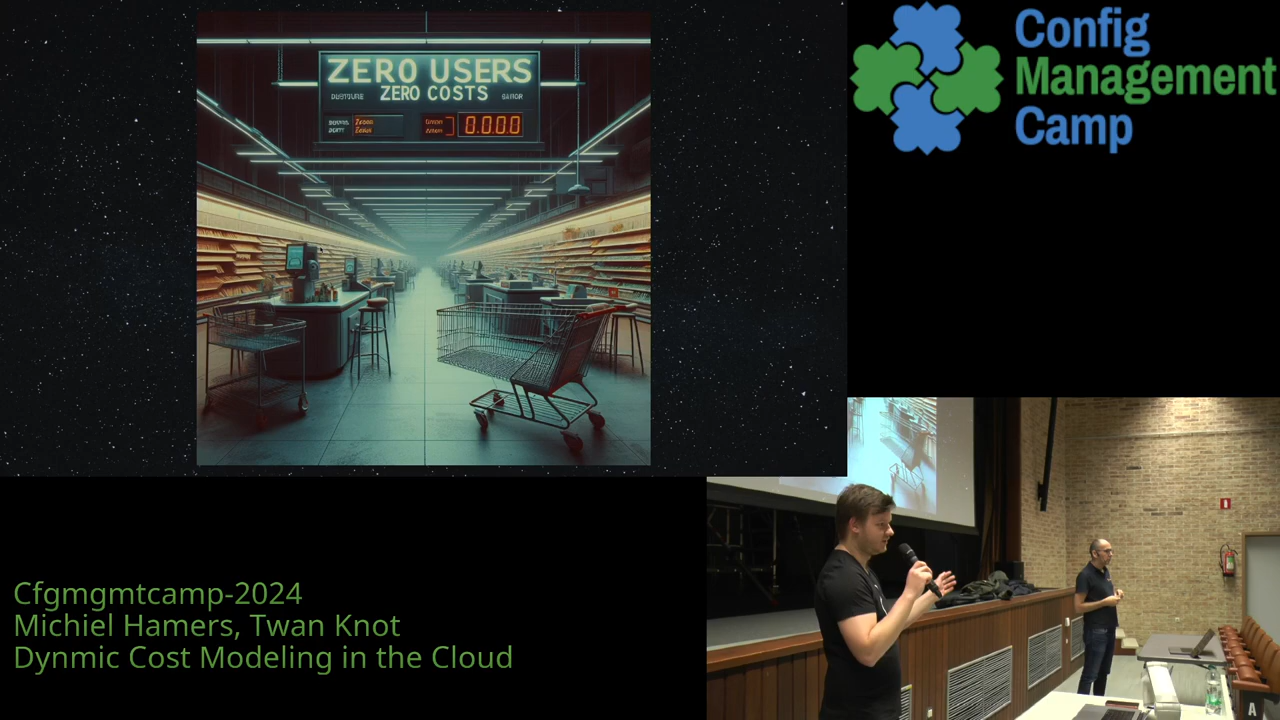 ZERO USERS
ZERO COSTS
0.000
Config
Management
Camp
Cfgmgmtcamp-2024
Michiel Hamers, Twan Knot
Dynmic Cost Modeling in the Cloud
A